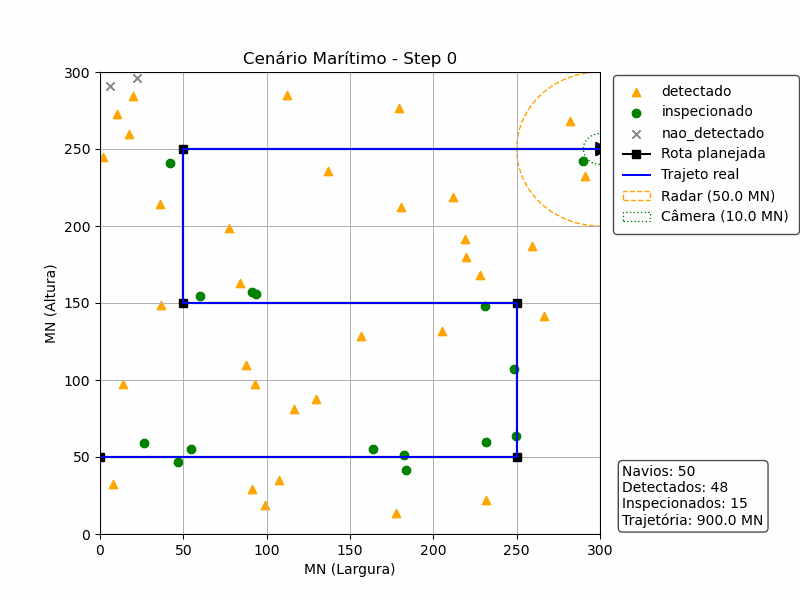 Cenário Marítimo - Step 0
300
250
200
150
100
50
0
0
50
100
150
200
250
300
MN (Altura)
MN (Largura)
detectado
inspecionado
nao_detectado
Rota planejada
Trajeto real
Radar (50.0 MN)
Câmera (10.0 MN)
Navios: 50
Detectados: 48
Inspecionados: 15
Trajetória: 900.0 MN